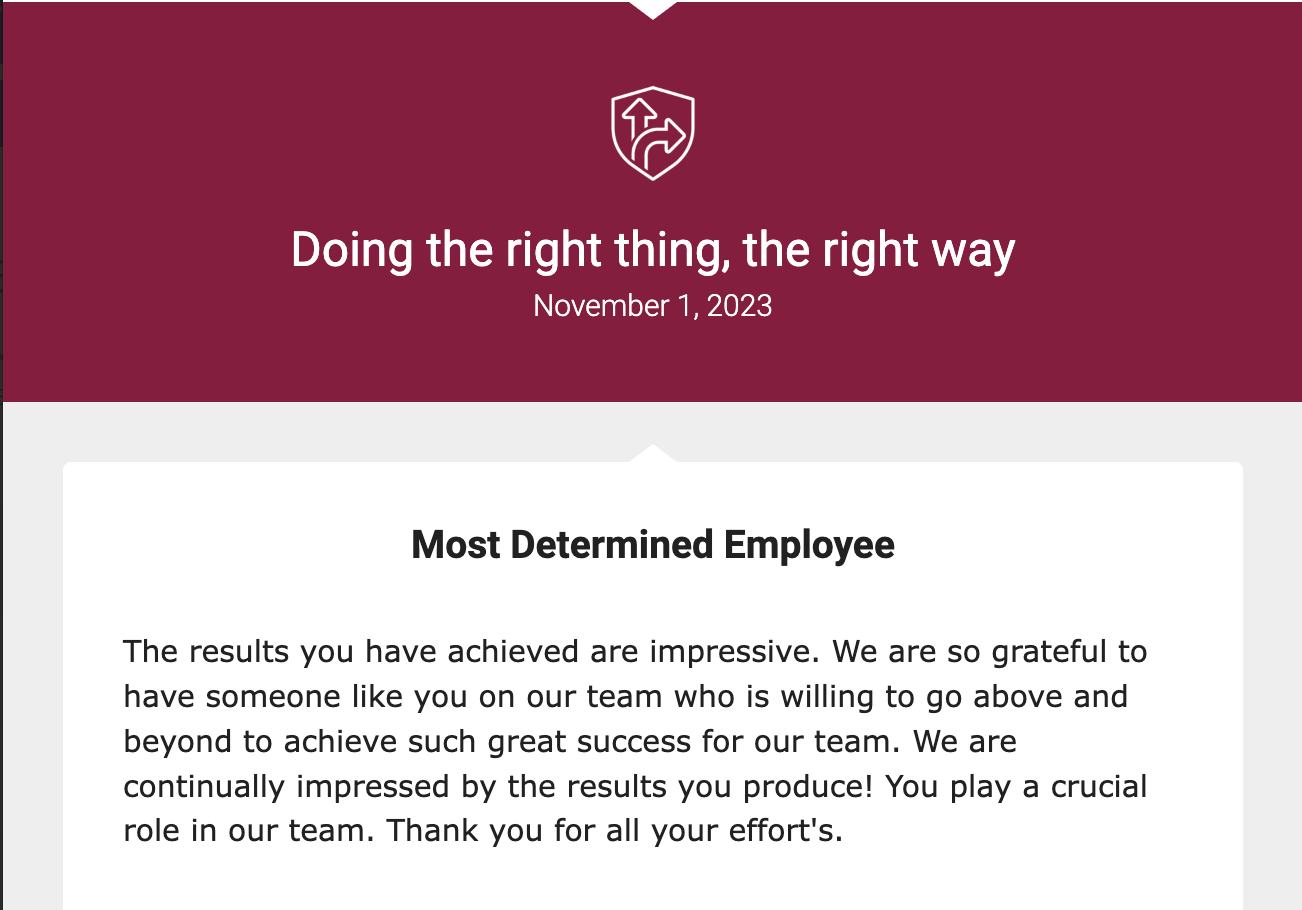 Doing the right thing, the right way
November 1, 2023
Most Determined Employee
The results you have achieved are impressive. We are so grateful to
have someone like you on our team who is willing to go above and
beyond to achieve such great success for our team. We are
continually impressed by the results you produce! You play a crucial
role in our team. Thank you for all your effort's.